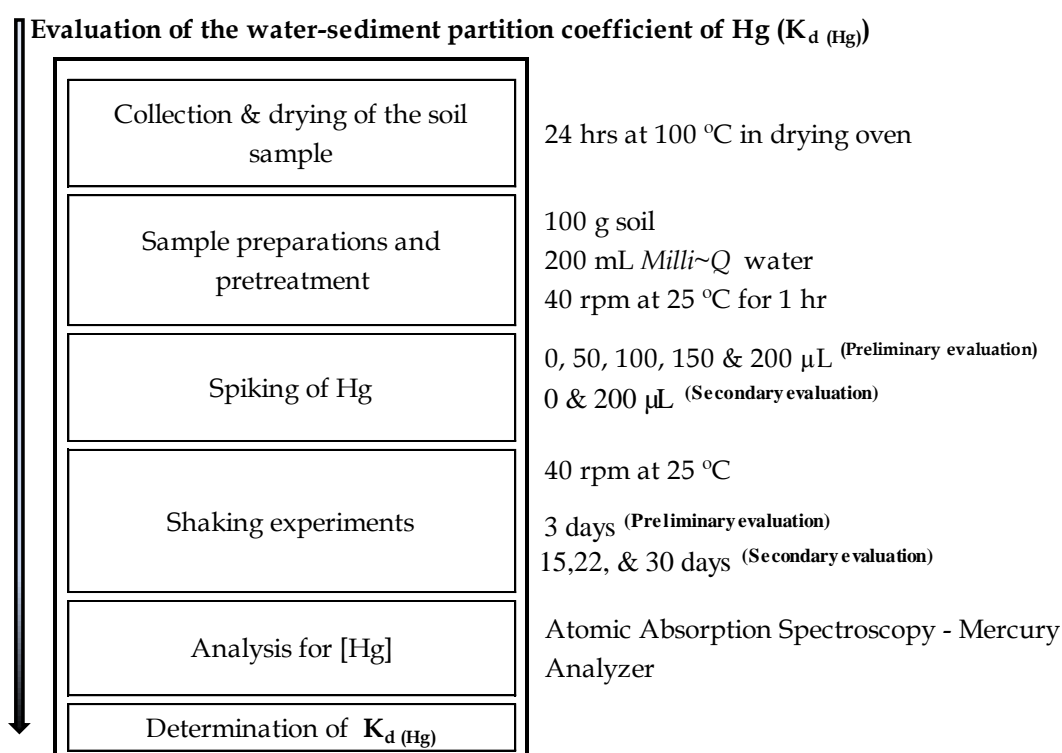 Evaluation of the water-sediment partition coefficient of Hg (K d (Hg))
Collection & drying of the soil
sample
24 hrs at 100 ºC in drying oven
Sample preparations and
pretreatment
100 g soil
200 mL Milli~Q water
40 rpm at 25 ºC for 1 hr
Spiking of Hg
0, 50, 100, 150 & 200 µL (Preliminary evaluation)
0 & 200 µL (Secondary evaluation)
Shaking experiments
40 rpm at 25 ºC
3 days (Preliminary evaluation)
15,22, & 30 days (Secondary evaluation)
Analysis for [Hg]
Atomic Absorption Spectroscopy - Mercury
Analyzer
Determination of K d (Hg)